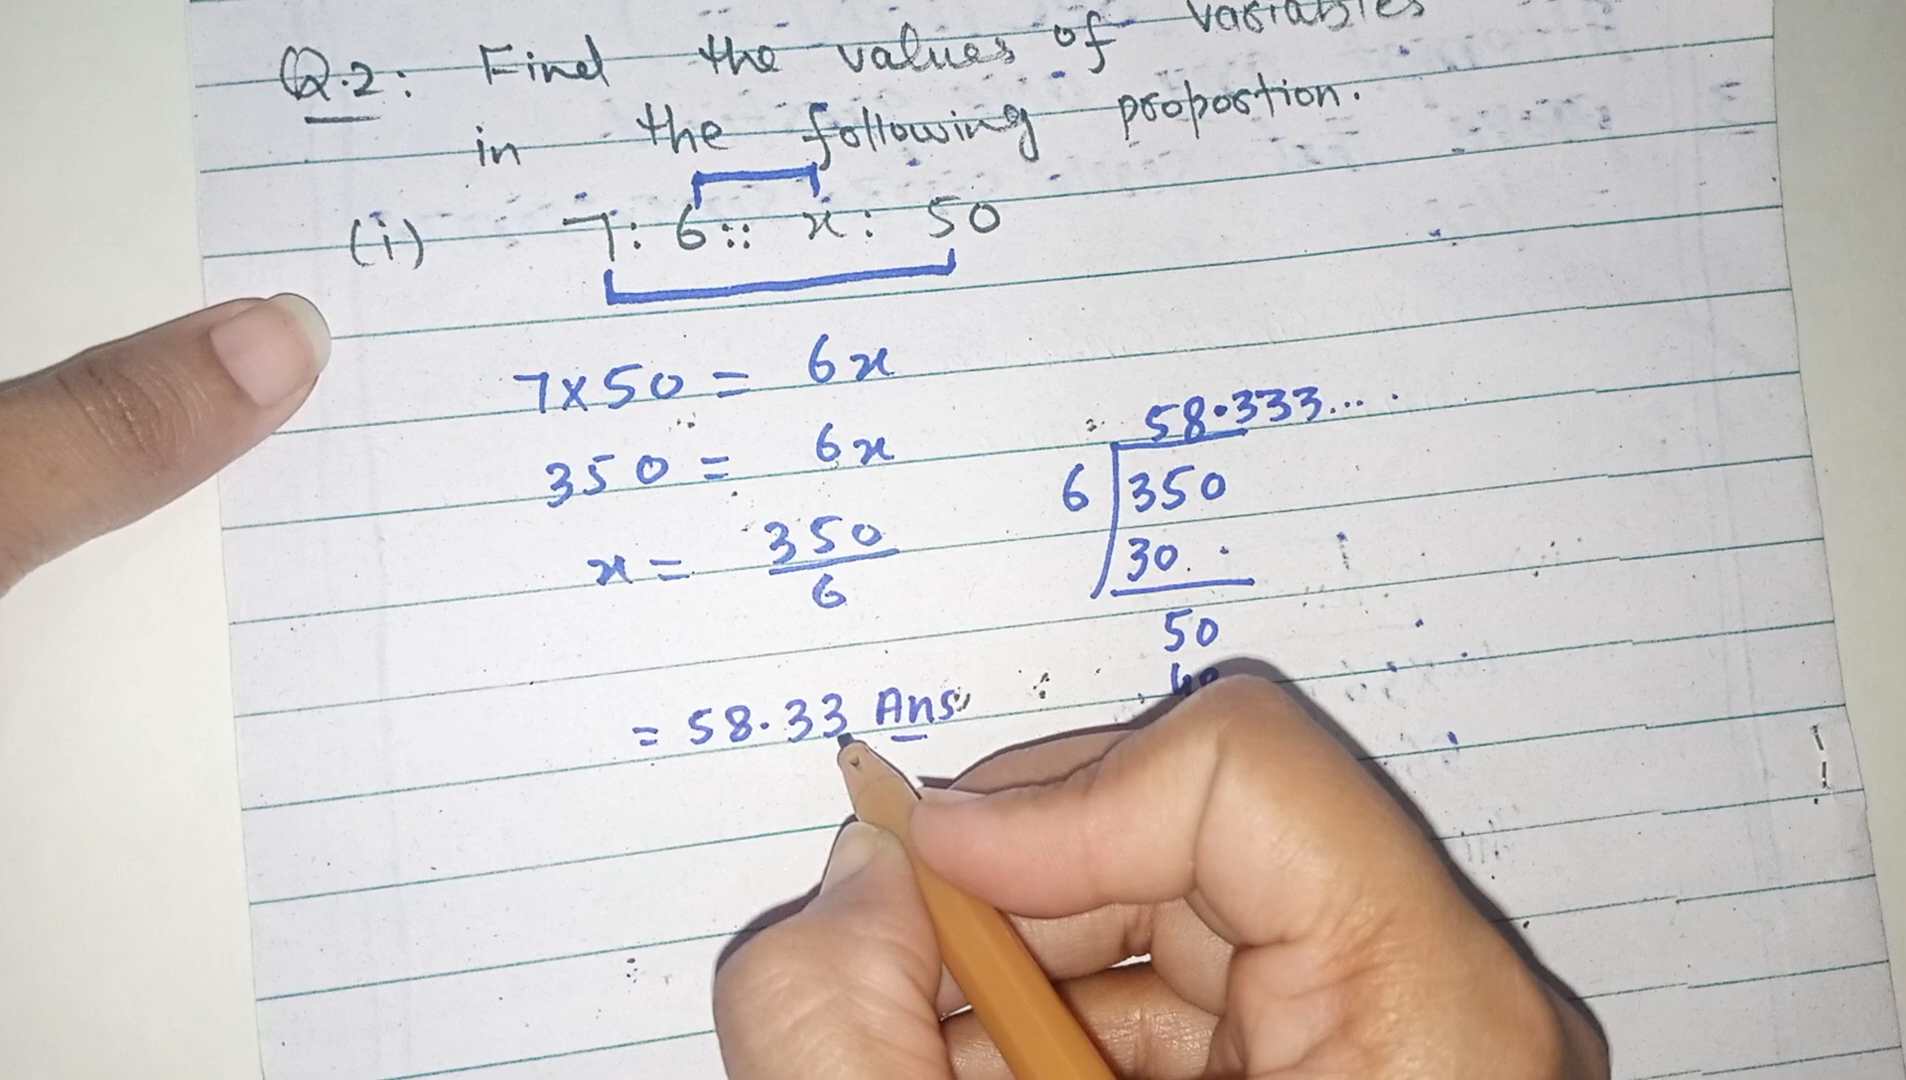 Q.2: Find the values of variables
in the following proportion.
(i) 7: 6:: x: 50
7x50 = 6x
350 = 6x
x = 350/6
= 58.33 Ans
58.333...
6 350
30
50
48